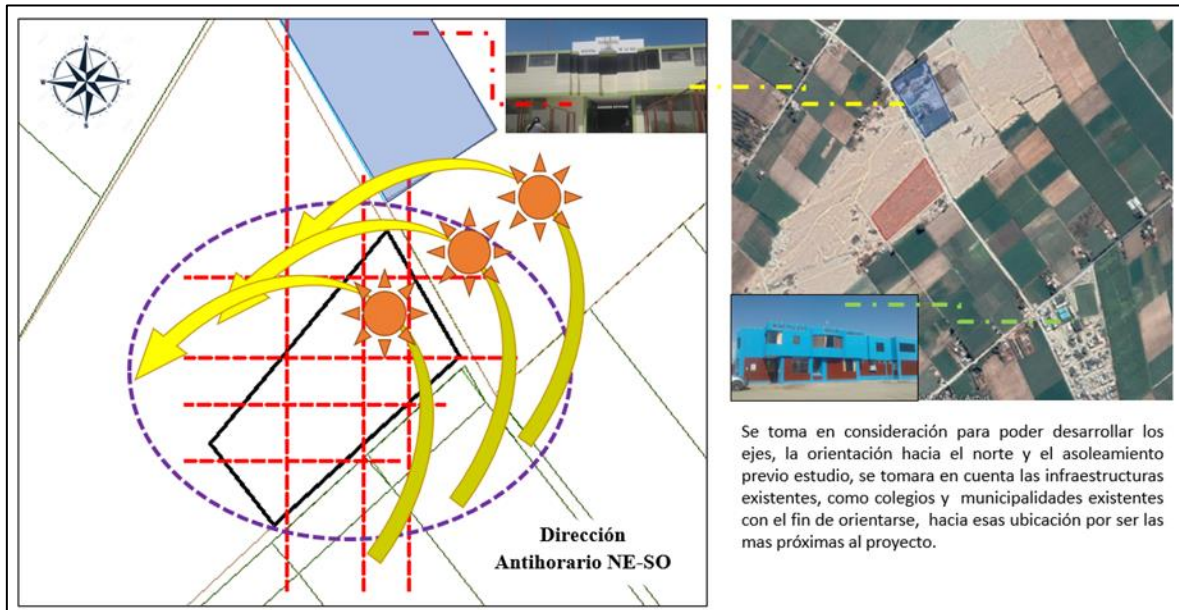 N
W
E
S
Dirección
Antihorario NE-SO
Se toma en consideración para poder desarrollar los
ejes, la orientación hacia el norte y el asoleamiento
previo estudio, se tomara en cuenta las infraestructuras
existentes, como colegios y municipalidades existentes
con el fin de orientarse, hacia esas ubicación por ser las
mas próximas al proyecto.